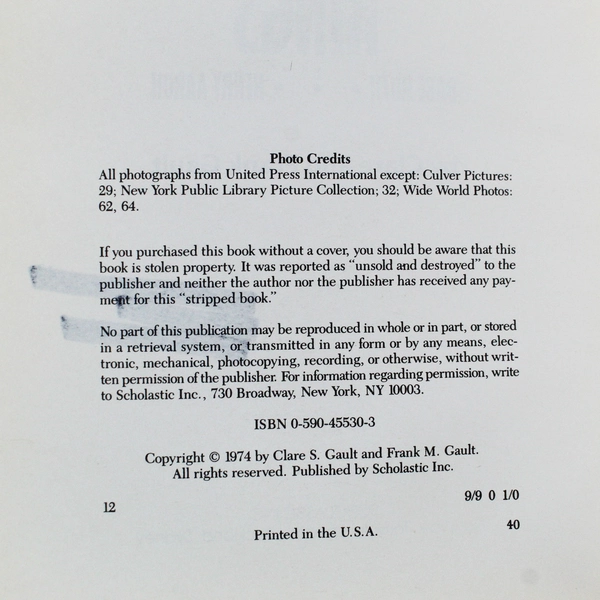 Photo Credits
All photographs from United Press International except: Culver Pictures:
29; New York Public Library Picture Collection; 32; Wide World Photos:
62, 64.
If you purchased this book without a cover, you should be aware that this
book is stolen property. It was reported as “unsold and destroyed” to the
publisher and neither the author nor the publisher has received any pay-
ment for this “stripped book.”
No part of this publication may be reproduced in whole or in part, or stored
in a retrieval system, or transmitted in any form or by any means, elec-
tronic, mechanical, photocopying, recording, or otherwise, without writ-
ten permission of the publisher. For information regarding permission, write
to Scholastic Inc., 730 Broadway, New York, NY 10003.
ISBN 0-590-45530-3
Copyright © 1974 by Clare S. Gault and Frank M. Gault.
All rights reserved. Published by Scholastic Inc.
12
9/9 0 1/0
Printed in the U.S.A.
40